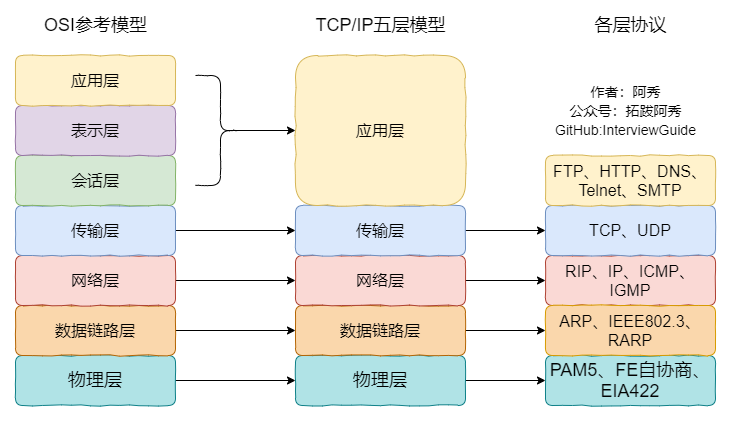 OSI参考模型
TCP/IP五层模型
各层协议
应用层
表示层
会话层
传输层
网络层
数据链路层
物理层
应用层
传输层
网络层
数据链路层
物理层
作者：阿秀
公众号：拓跋阿秀
GitHub:InterviewGuide
FTP、HTTP、DNS、
Telnet、SMTP
TCP、UDP
RIP、IP、ICMP、
IGMP
ARP、IEEE802.3、
RARP
PAM5、FE自协商、
EIA422